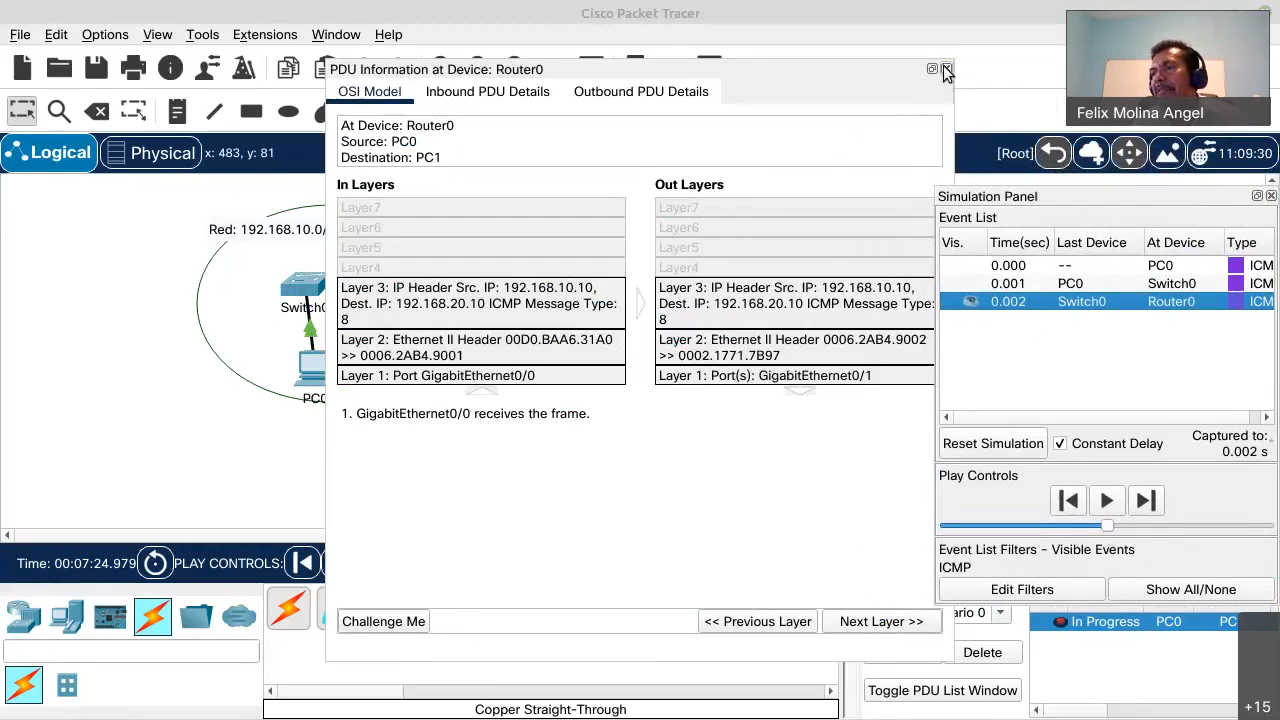 Cisco Packet Tracer
File Edit Options View Tools Extensions Window Help
Felix Molina Angel
PDU Information at Device: Router0
OSI Model Inbound PDU Details Outbound PDU Details
Logical Physical x: 483, y: 81
[Root] 11:09:30
At Device: Router0
Source: PC0
Destination: PC1
In Layers Out Layers
Layer7 Layer7
Layer6 Layer6
Layer5 Layer5
Layer4 Layer4
Layer 3: IP Header Src. IP: 192.168.10.10,
Dest. IP: 192.168.20.10 ICMP Message Type:
8
Layer 3: IP Header Src. IP: 192.168.10.10,
Dest. IP: 192.168.20.10 ICMP Message Type:
8
Layer 2: Ethernet II Header 00D0.BAA6.31A0
>> 0006.2AB4.9001
Layer 2: Ethernet II Header 0006.2AB4.9002
>> 0002.1771.7B97
Layer 1: Port GigabitEthernet0/0
Layer 1: Port(s): GigabitEthernet0/1
1. GigabitEthernet0/0 receives the frame.
Challenge Me << Previous Layer Next Layer >>
Red: 192.168.10.0/
Switch0
PC0
Simulation Panel
Event List
Vis. Time(sec) Last Device At Device Type
0.000 -- PC0 ICM
0.001 PC0 Switch0 ICM
0.002 Switch0 Router0 ICM
Reset Simulation Constant Delay Captured to:
0.002 s
Play Controls
Event List Filters - Visible Events
ICMP
Edit Filters Show All/None
Time: 00:07:24.979 PLAY CONTROLS:
ario 0
In Progress PC0 PC
Delete
Toggle PDU List Window
Copper Straight-Through
+15